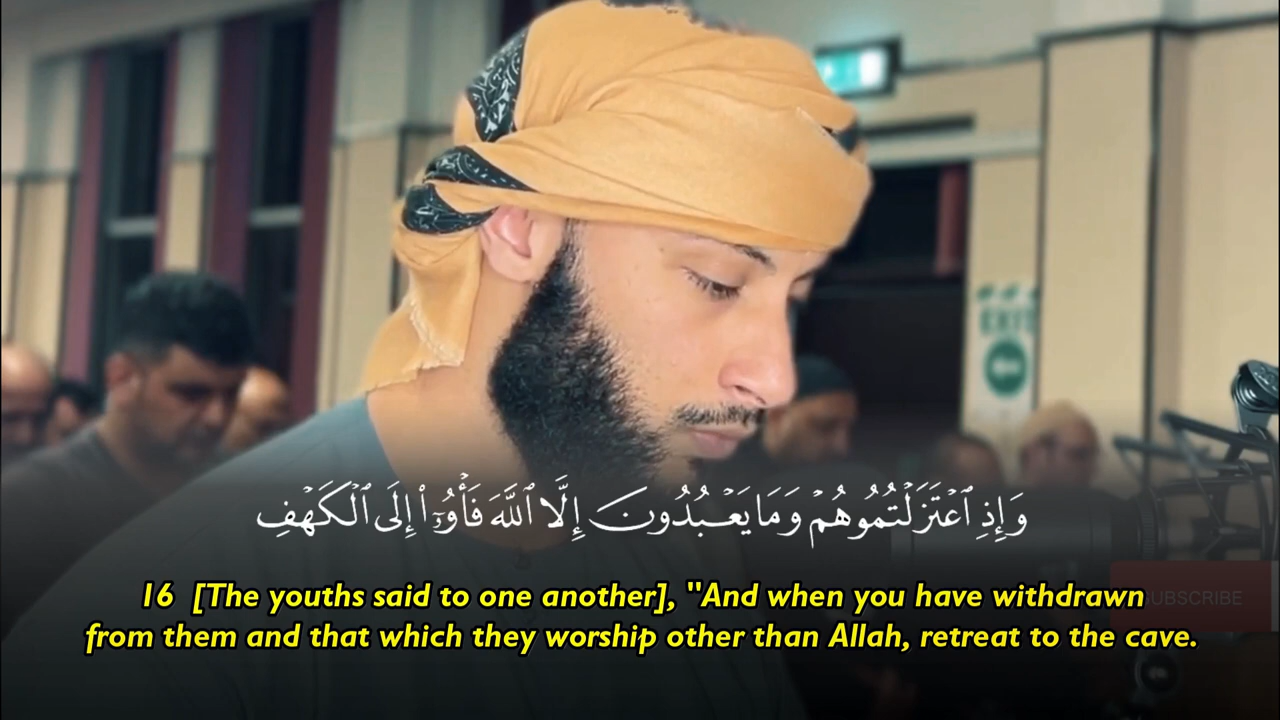 EXIT
وَإِذِ ٱعْتَزَلْتُمُوهُمْ وَمَا يَعْبُدُونَ إِلَّا ٱللَّهَ فَأْوُۥٓا۟ إِلَى ٱلْكَهْفِ
16 [The youths said to one another], "And when you have withdrawn
from them and that which they worship other than Allah, retreat to the cave.
SUBSCRIBE